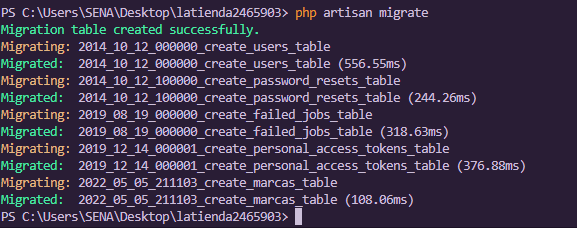 PS C:\Users\SENA\Desktop\latienda2465903> php artisan migrate
Migration table created successfully.
Migrating: 2014_10_12_000000_create_users_table
Migrated:  2014_10_12_000000_create_users_table (556.55ms)
Migrating: 2014_10_12_100000_create_password_resets_table
Migrated:  2014_10_12_100000_create_password_resets_table (244.26ms)
Migrating: 2019_08_19_000000_create_failed_jobs_table
Migrated:  2019_08_19_000000_create_failed_jobs_table (318.63ms)
Migrating: 2019_12_14_000001_create_personal_access_tokens_table
Migrated:  2019_12_14_000001_create_personal_access_tokens_table (376.88ms)
Migrating: 2022_05_05_211103_create_marcas_table
Migrated:  2022_05_05_211103_create_marcas_table (108.06ms)
PS C:\Users\SENA\Desktop\latienda2465903>